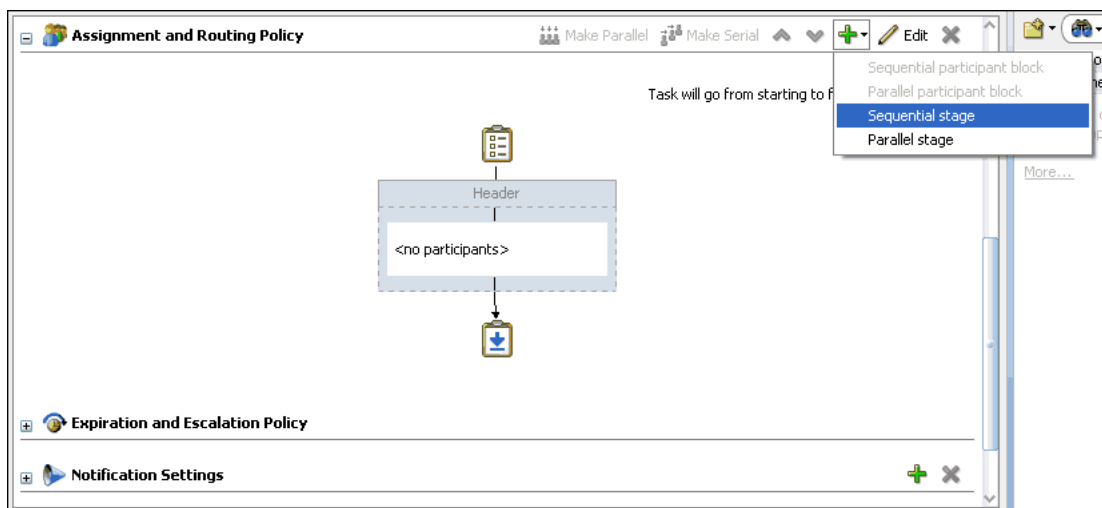 Assignment and Routing Policy
Make Parallel
Make Serial
Edit
Sequential participant block
Parallel participant block
Sequential stage
Parallel stage
Task will go from starting to
Header
<no participants>
More...
Expiration and Escalation Policy
Notification Settings